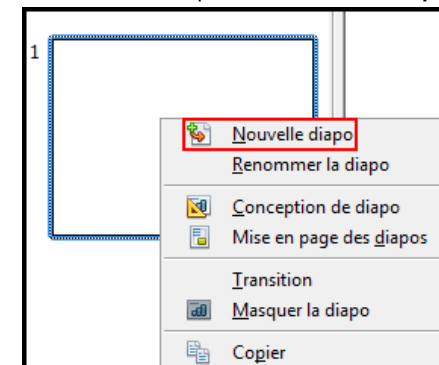 1
Nouvelle diapo
Renommer la diapo
Conception de diapo
Mise en page des diapos
Transition
Masquer la diapo
Copier